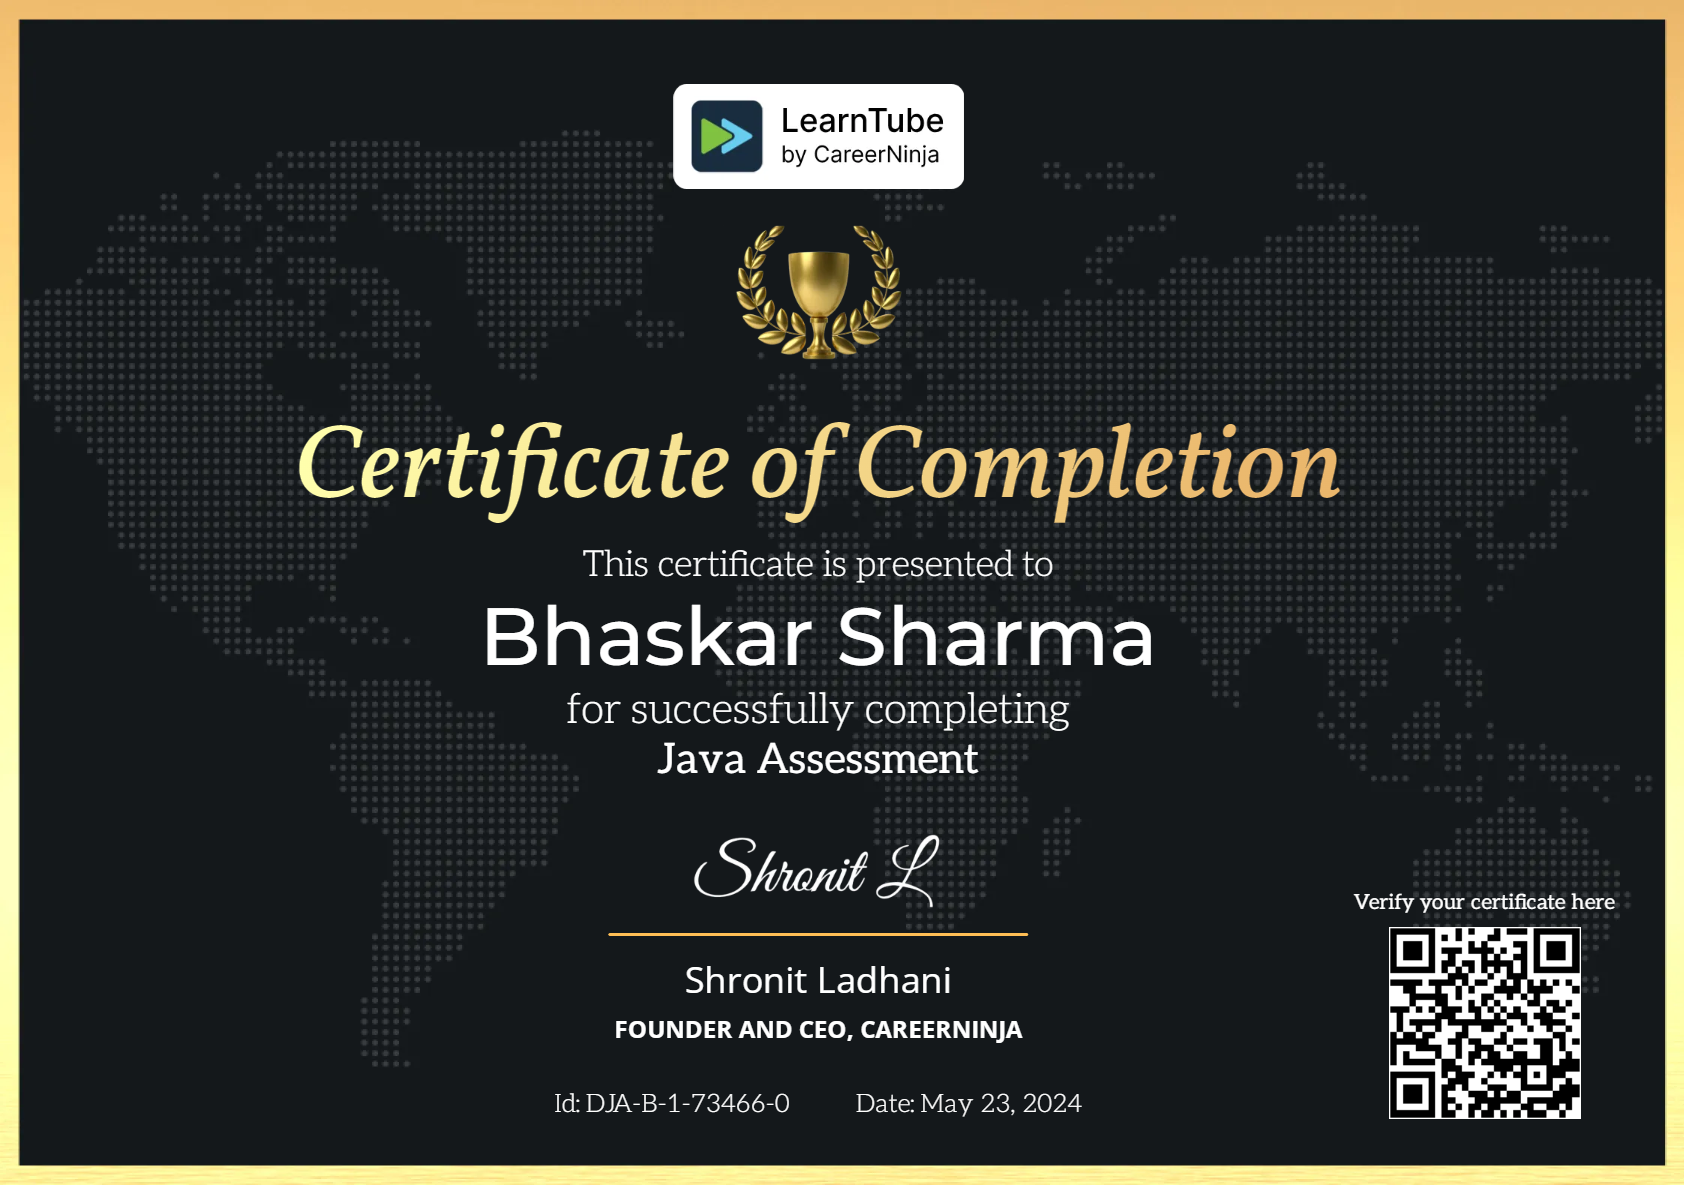 LearnTube
by CareerNinja
Certificate of Completion
This certificate is presented to
Bhaskar Sharma
for successfully completing
Java Assessment
Shronit L
Shronit Ladhani
FOUNDER AND CEO, CAREERNINJA
Id: DJA-B-1-73466-0
Date: May 23, 2024
Verify your certificate here